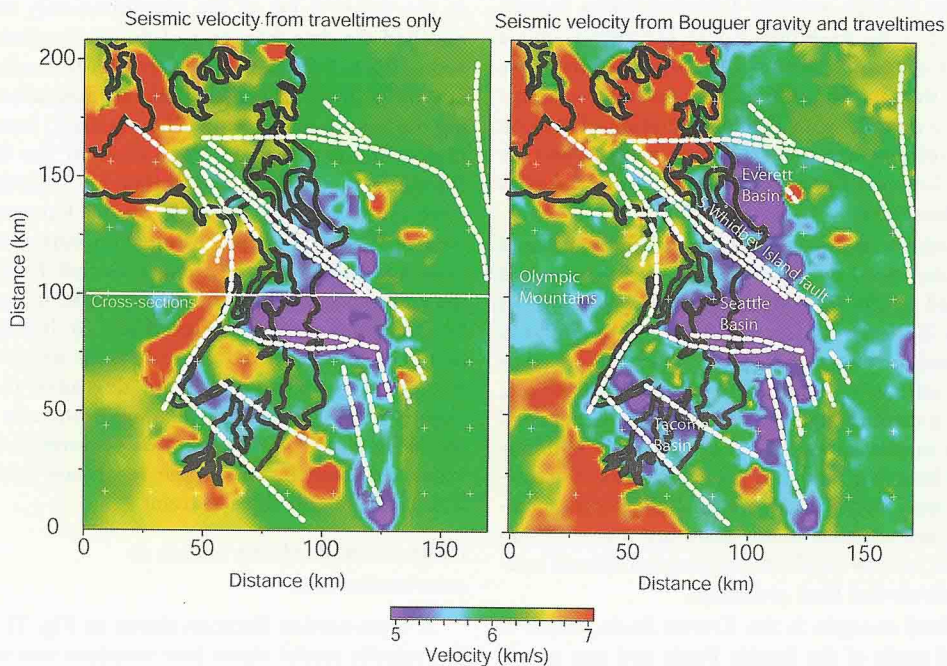 Seismic velocity from traveltimes only
Seismic velocity from Bouguer gravity and traveltimes
200
150
100
50
0
Distance (km)
Cross-sections
0
50
100
150
Distance (km)
Everett
Basin
S. Whidbey Island fault
Olympic
Mountains
Seattle
Basin
Tacoma
Basin
0
50
100
150
Distance (km)
5
6
7
Velocity (km/s)